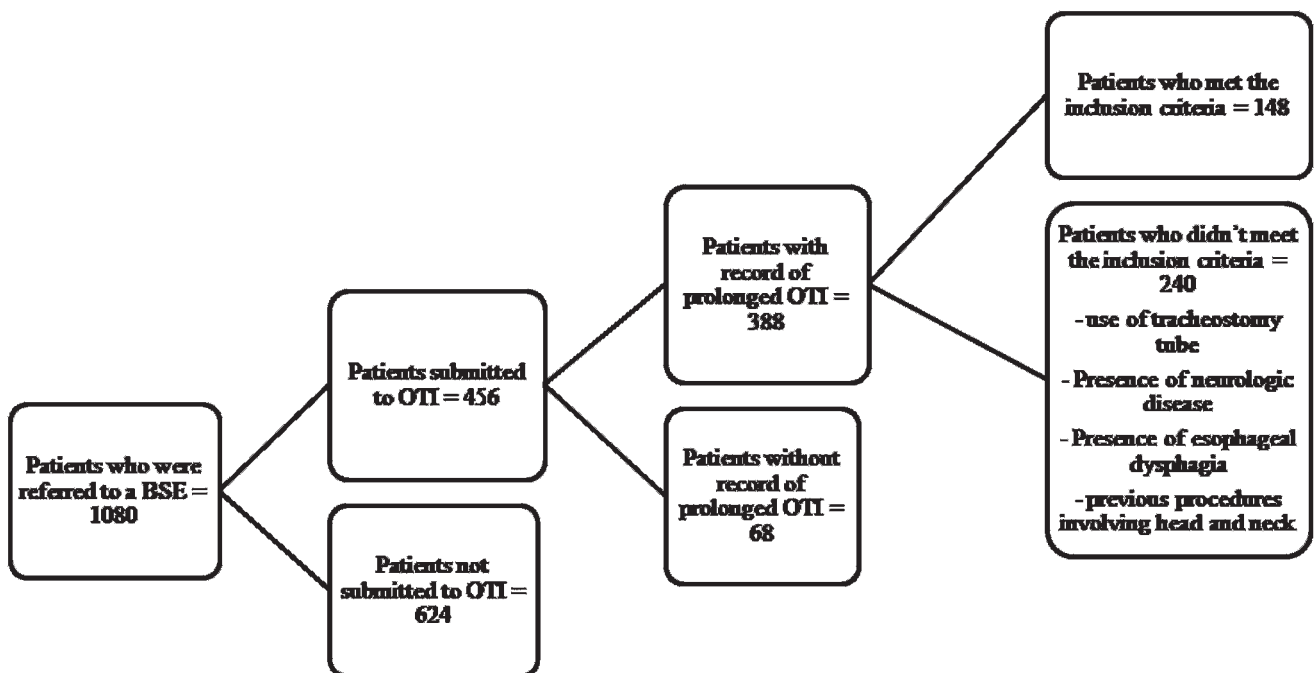 Patients who were
referred to a BSE =
1080
Patients submitted
to OTI = 456
Patients not
submitted to OTI =
624
Patients with
record of
prolonged OTI =
388
Patients without
record of
prolonged OTI =
68
Patients who met the
inclusion criteria = 148
Patients who didn't meet
the inclusion criteria =
240
- use of tracheostomy
tube
- Presence of neurologic
disease
- Presence of esophageal
dysphagia
- previous procedures
involving head and neck